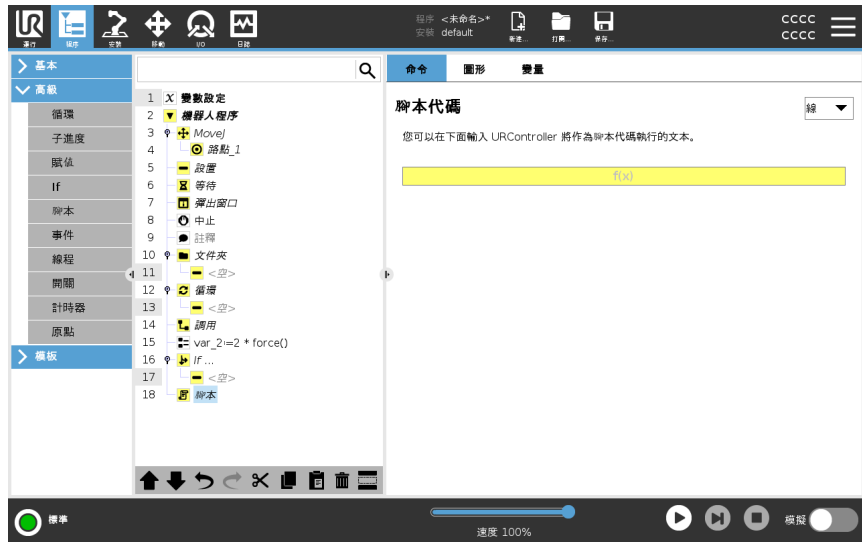 UR
運行
程序
安裝
移動
I/O
日誌
程序 <未命名>*
安裝 default
新建...
打開...
保存...
cccc
cccc
基本
高級
循環
子進度
賦值
If
腳本
事件
線程
開關
計時器
原點
模板
1 X 變數設定
2 機器人程序
3 MoveJ
4 路點_1
5 設置
6 等待
7 彈出窗口
8 中止
9 註釋
10 文件夾
11 <空>
12 循環
13 <空>
14 調用
15 var_2≔2 * force()
16 If ...
17 <空>
18 腳本
命令 圖形 變量
腳本代碼
線
您可以在下面輸入 URController 將作為腳本代碼執行的文本。
f(x)
標準
速度 100%
模擬